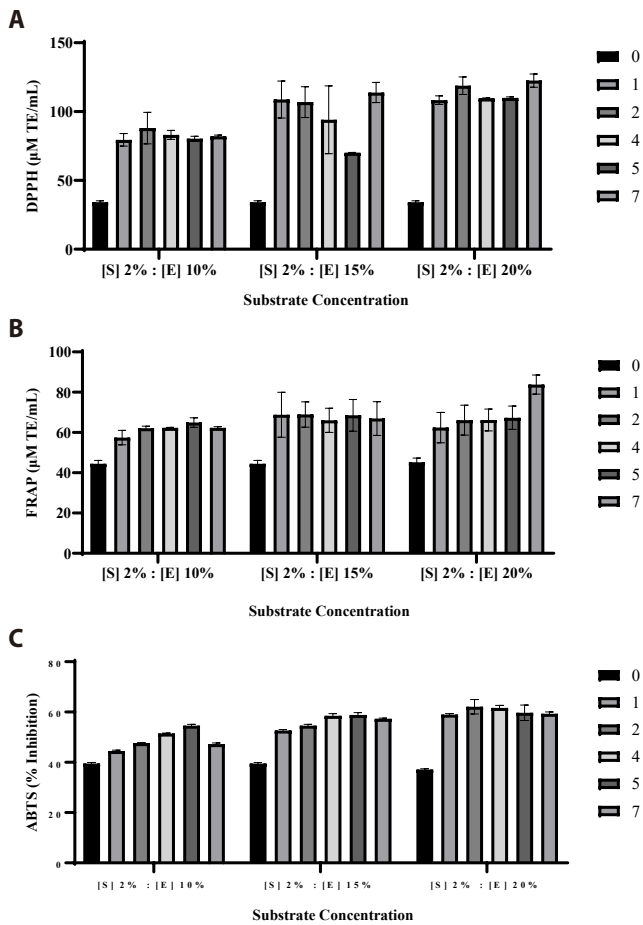 A
150
100
50
0
DPPH (µM TE/mL)
[S] 2% : [E] 10%
[S] 2% : [E] 15%
[S] 2% : [E] 20%
Substrate Concentration
0
1
2
4
5
7
B
100
80
60
40
20
0
FRAP (µM TE/mL)
[S] 2% : [E] 10%
[S] 2% : [E] 15%
[S] 2% : [E] 20%
Substrate Concentration
0
1
2
4
5
7
C
80
60
40
20
0
ABTS (% Inhibition)
[S] 2% : [E] 10%
[S] 2% : [E] 15%
[S] 2% : [E] 20%
Substrate Concentration
0
1
2
4
5
7